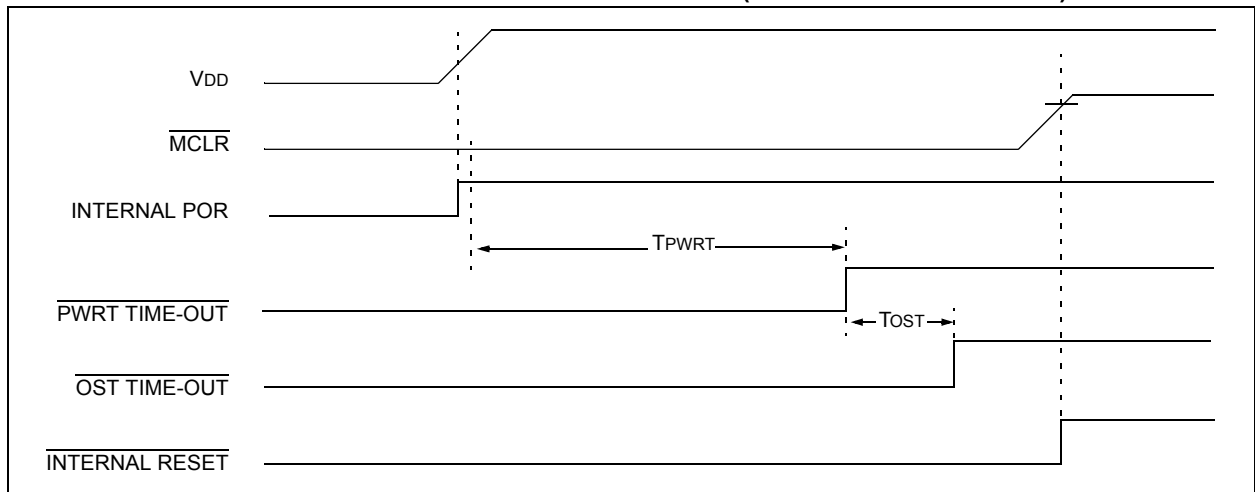 VDD
MCLR
INTERNAL POR
TPWRT
PWRT TIME-OUT
TOST
OST TIME-OUT
INTERNAL RESET